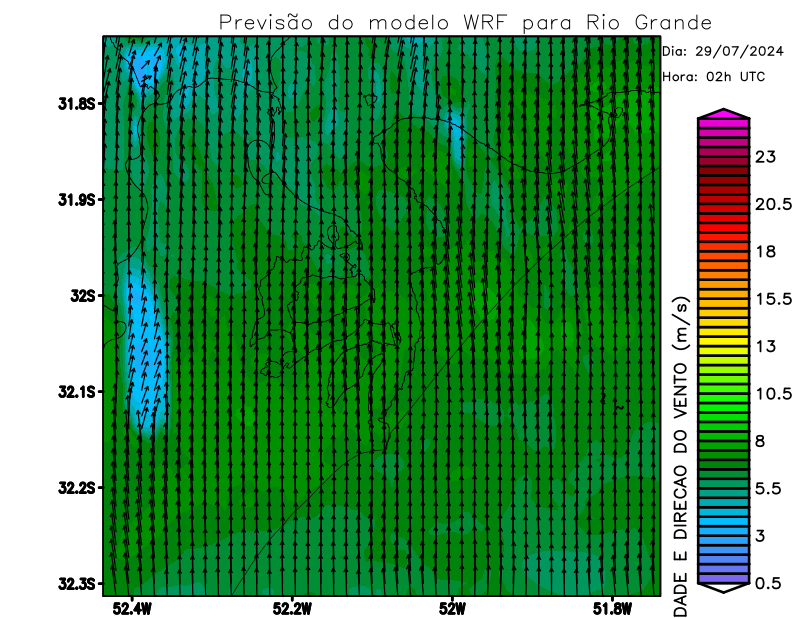 Previsão do modelo WRF para Rio Grande
Dia: 29/07/2024
Hora: 02h UTC
31.8S
31.9S
32S
32.1S
32.2S
32.3S
52.4W
52.2W
52W
51.8W
23
20.5
18
15.5
13
10.5
8
5.5
3
0.5
DADE E DIRECAO DO VENTO (m/s)